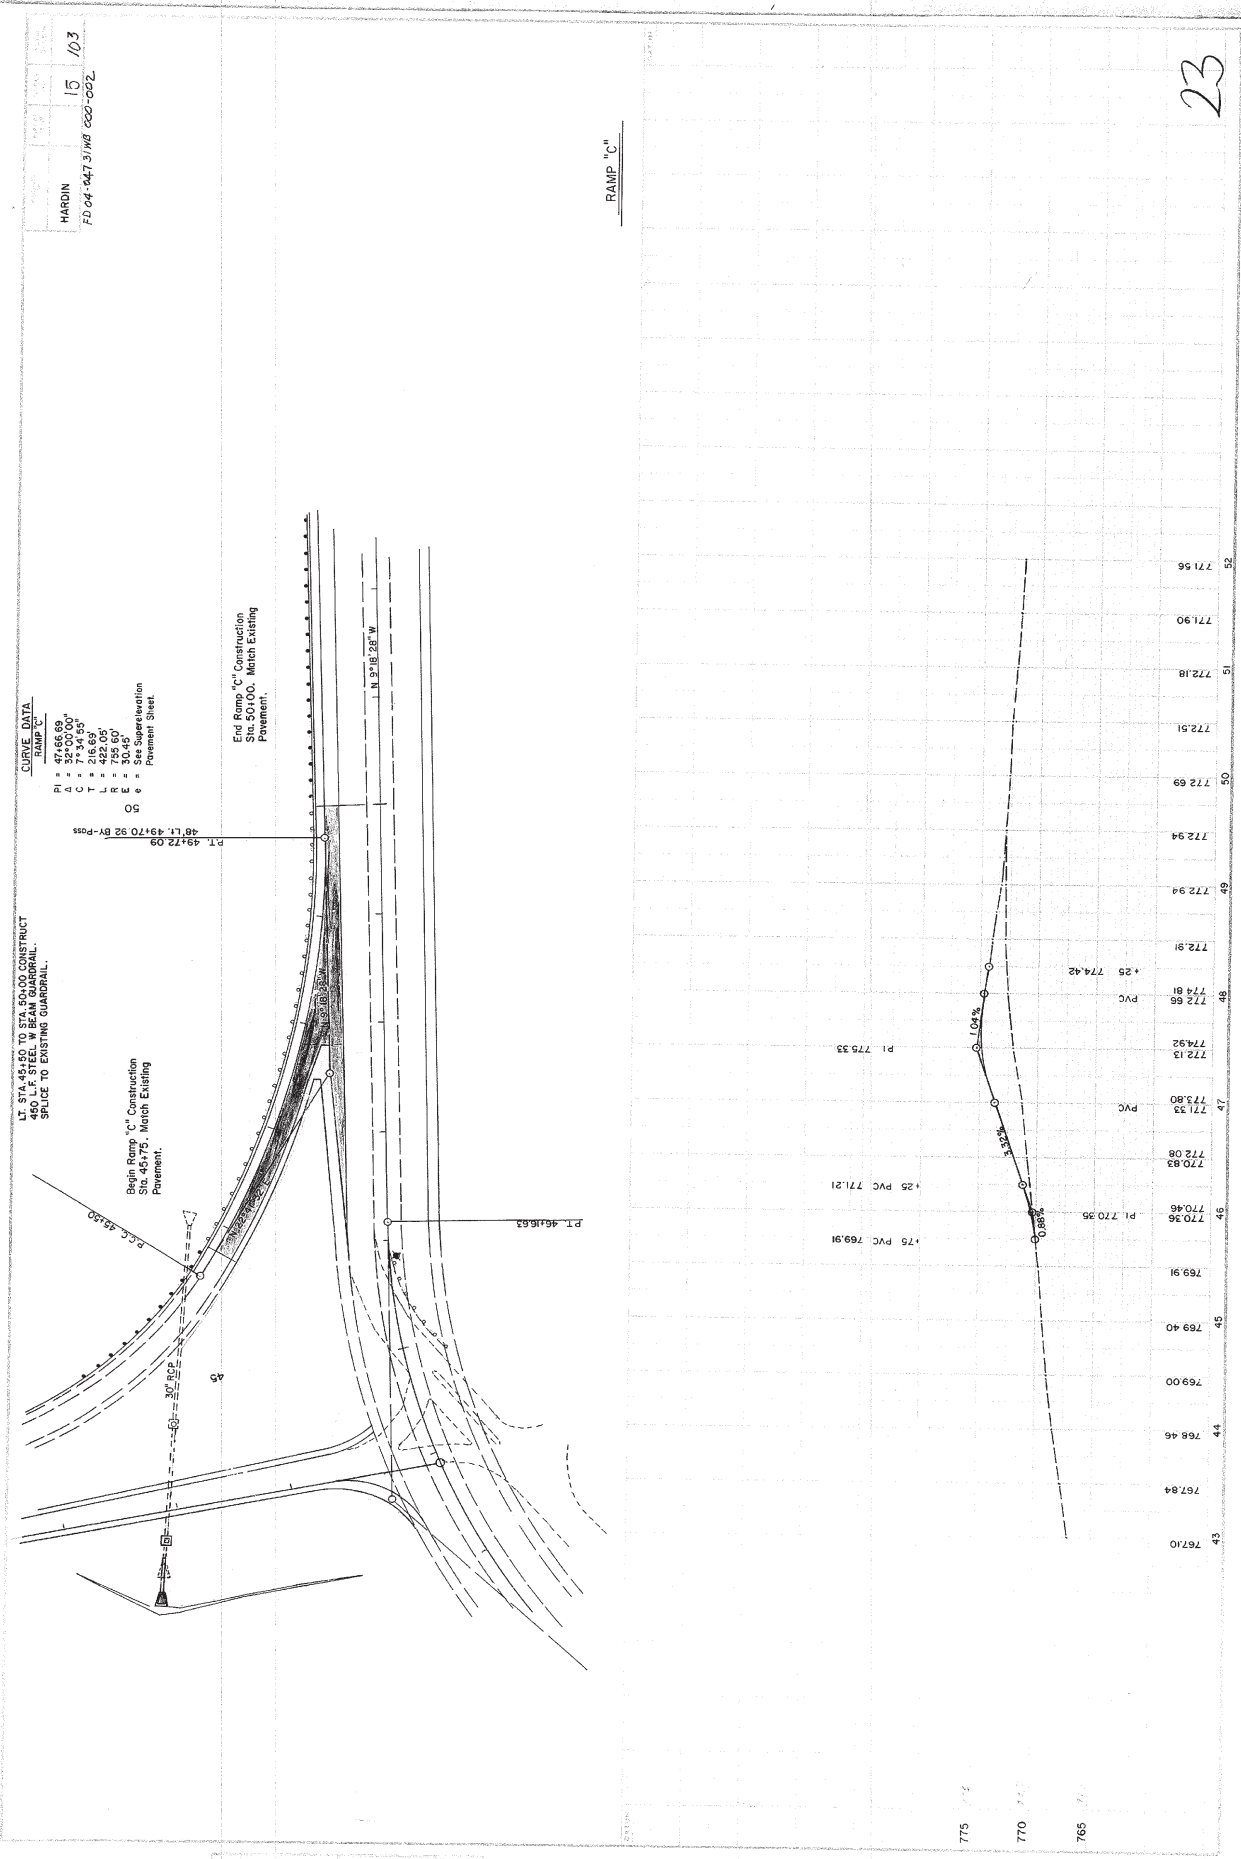 HARDIN
15
103
FD 04-047 31WB 000-002
23
RAMP "C"
CURVE DATA
RAMP "C"
PI = 47+66.69
Δ = 32°00'00"
C = 7°34'55"
T = 216.69'
L = 422.05'
R = 755.60'
E = 30.45'
e = See Superelevation
Pavement Sheet.
LT. STA. 45+50 TO STA. 50+00 CONSTRUCT
450 L.F. STEEL W BEAM GUARDRAIL.
SPLICE TO EXISTING GUARDRAIL.
Begin Ramp "C" Construction
Sta. 45+75. Match Existing
Pavement.
End Ramp "C" Construction
Sta. 50+00. Match Existing
Pavement.
P.C.C. 45+50
P.T. 49+72.09
48' Lt. 49+70.92 BY-Pass
50
45
30" RCP
N 9°18'28" W
N 9°18'28" W
P.T. 46+16.63
+75 PVC 769.91
PI 770.35
+25 PVC 771.21
PVC
PI 775.33
PVC
+25 774.42
0.88%
3.32%
1.04%
775
770
765
767.10
767.84
768.46
769.00
769.40
769.91
770.36
770.46
770.83
772.08
771.33
773.80
772.13
774.92
772.66
774.81
772.91
772.94
772.94
772.69
772.51
772.18
771.90
771.56
43
44
45
46
47
48
49
50
51
52